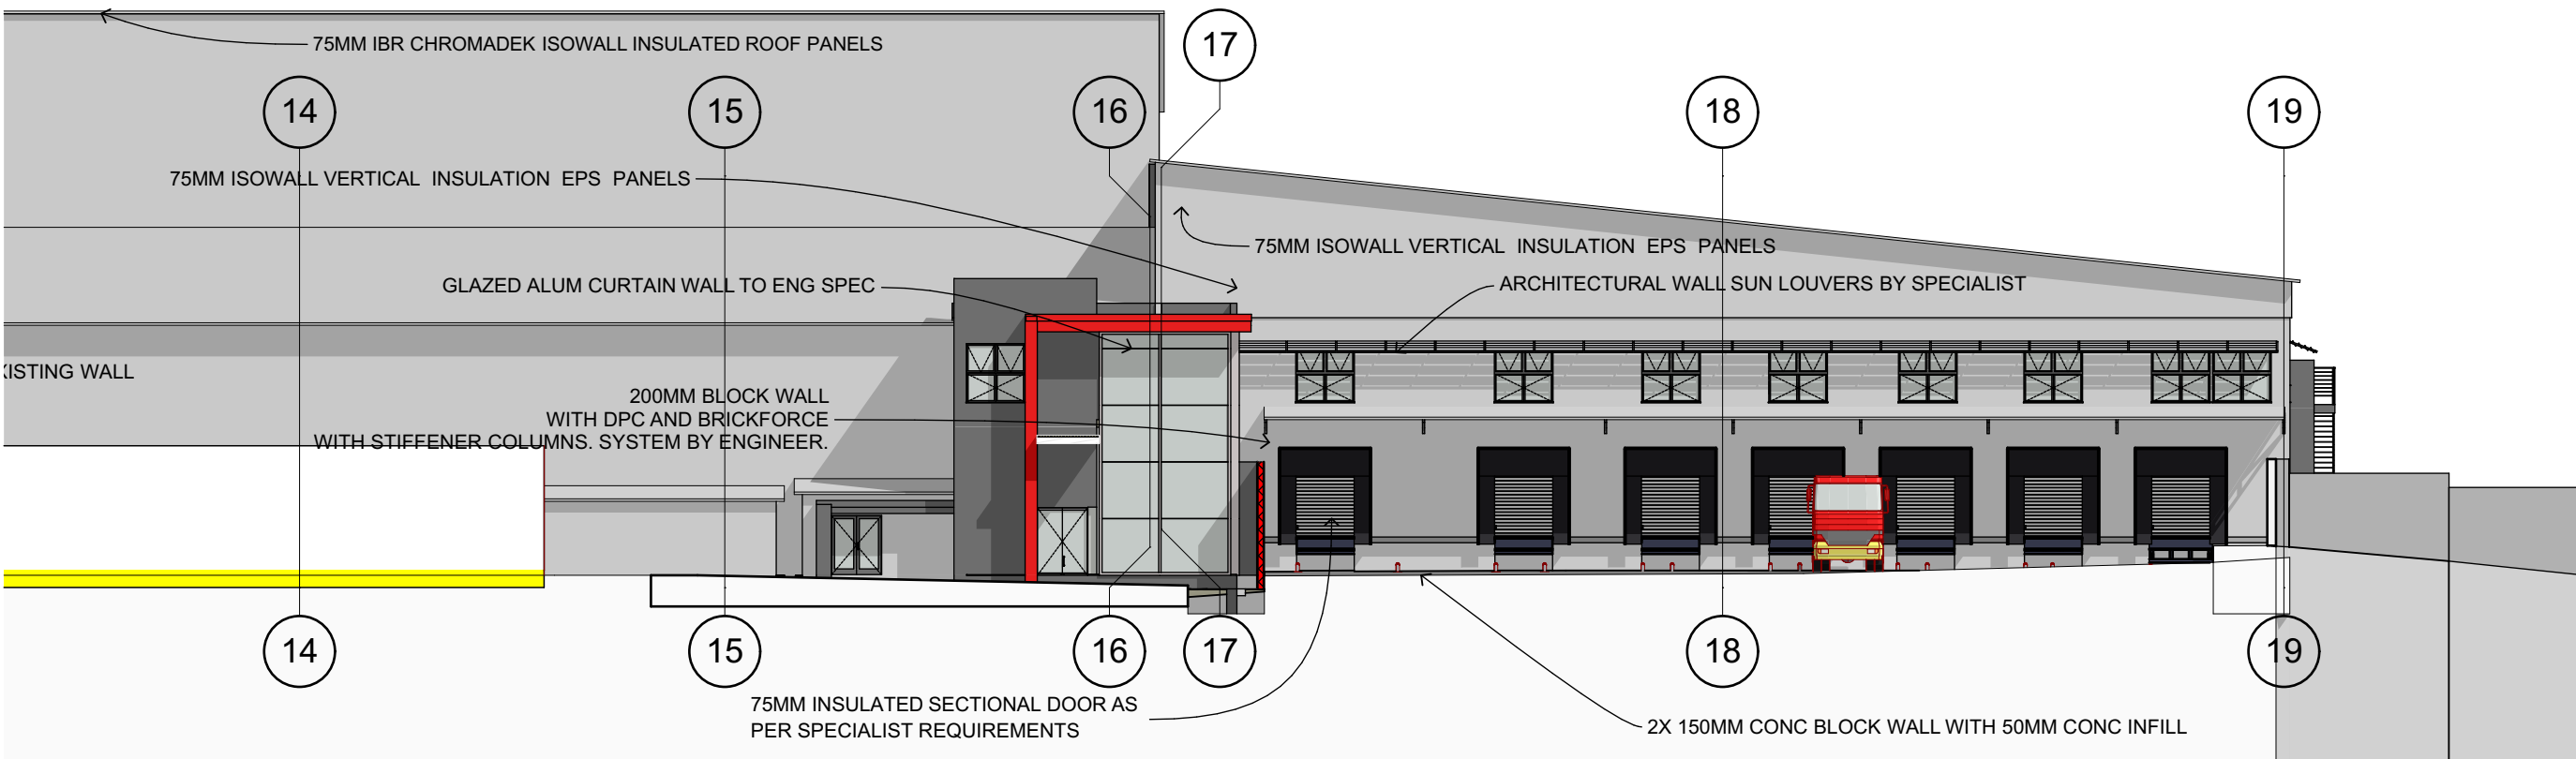 17
75MM IBR CHROMADEK ISOWALL INSULATED ROOF PANELS
14
15
16
18
19
75MM ISOWALL VERTICAL INSULATION EPS PANELS
75MM ISOWALL VERTICAL INSULATION EPS PANELS
GLAZED ALUM CURTAIN WALL TO ENG SPEC
ARCHITECTURAL WALL SUN LOUVERS BY SPECIALIST
XISTING WALL
200MM BLOCK WALL
WITH DPC AND BRICKFORCE
WITH STIFFENER COLUMNS. SYSTEM BY ENGINEER.
14
15
16
17
18
19
75MM INSULATED SECTIONAL DOOR AS
PER SPECIALIST REQUIREMENTS
2X 150MM CONC BLOCK WALL WITH 50MM CONC INFILL